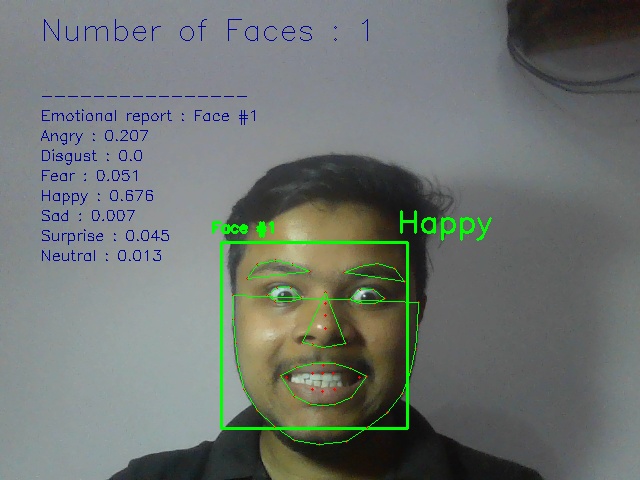 Number of Faces : 1
----------------
Emotional report : Face #1
Angry : 0.207
Disgust : 0.0
Fear : 0.051
Happy : 0.676
Sad : 0.007
Surprise : 0.045
Neutral : 0.013
Face #1
Happy